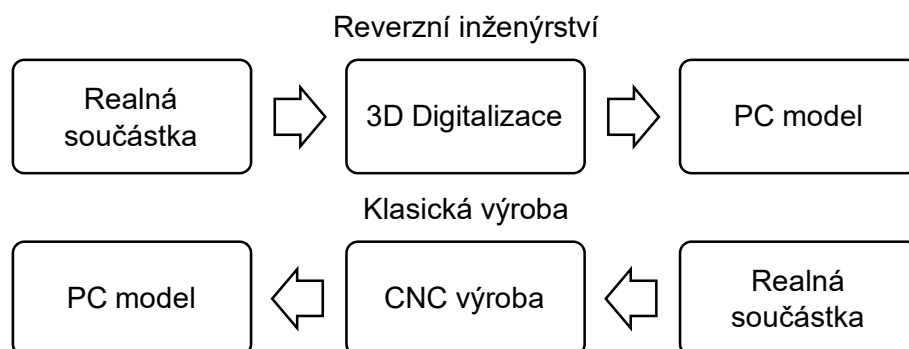 Reverzní inženýrství
Realná
součástka
3D Digitalizace
PC model
Klasická výroba
PC model
CNC výroba
Realná
součástka